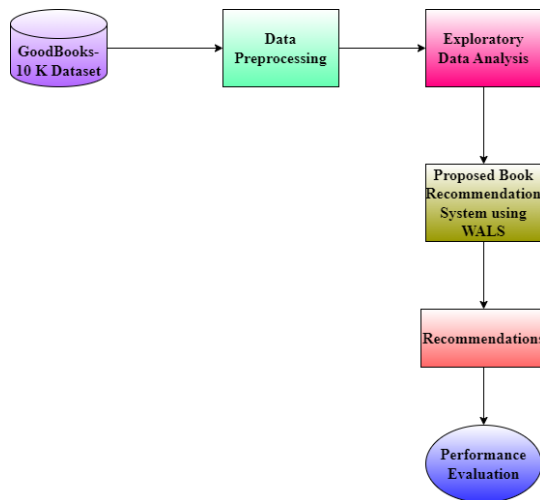 GoodBooks-
10 K Dataset
Data
Preprocessing
Exploratory
Data Analysis
Proposed Book
Recommendation
System using
WALS
Recommendations
Performance
Evaluation